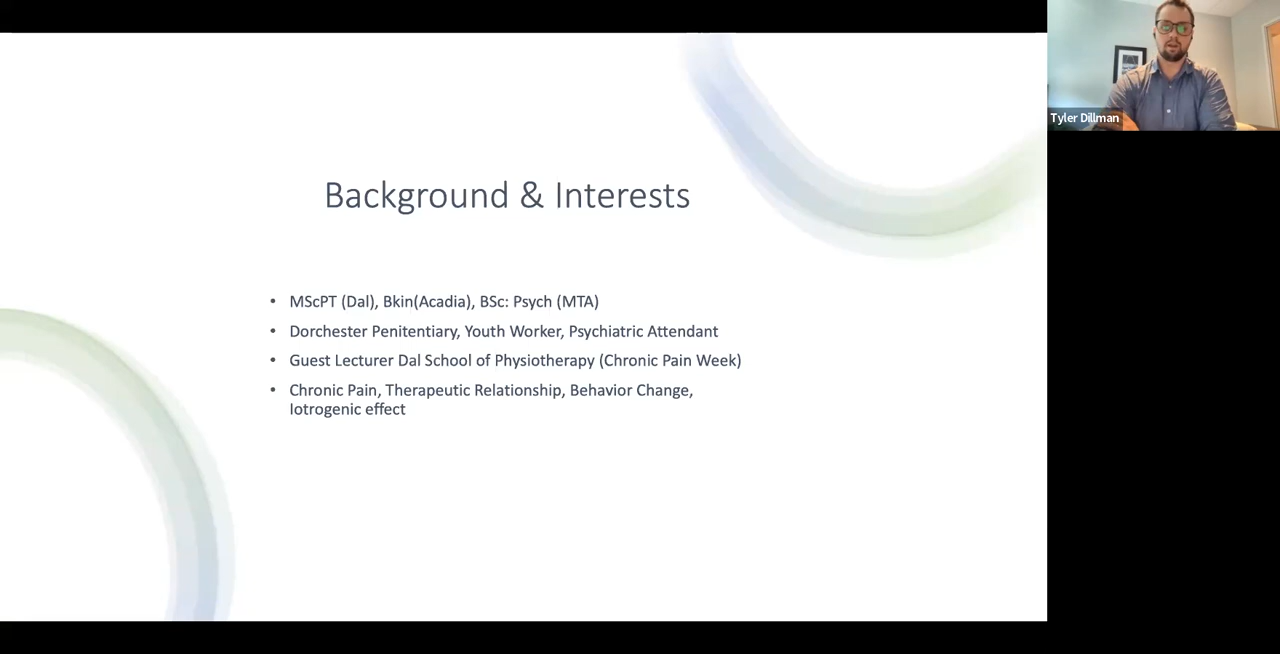 Background & Interests
• MScPT (Dal), Bkin(Acadia), BSc: Psych (MTA)
• Dorchester Penitentiary, Youth Worker, Psychiatric Attendant
• Guest Lecturer Dal School of Physiotherapy (Chronic Pain Week)
• Chronic Pain, Therapeutic Relationship, Behavior Change,
Iotrogenic effect
Tyler Dillman